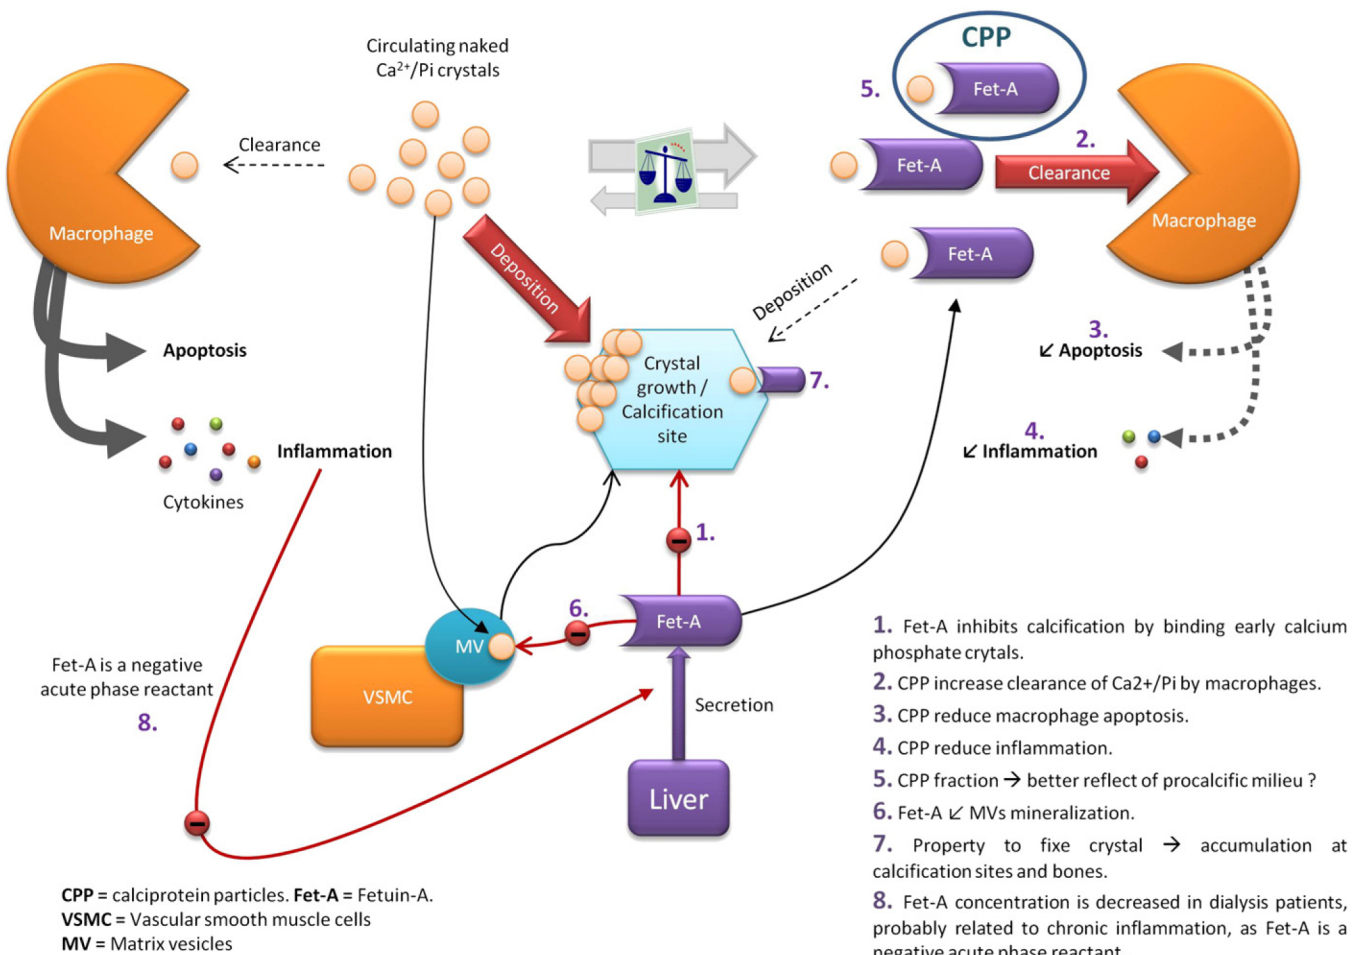 Circulating naked
Ca²⁺/Pi crystals
CPP
5.
Fet-A
Clearance
2.
Fet-A
Clearance
Macrophage
Macrophage
Fet-A
Deposition
Deposition
Apoptosis
3.
↙ Apoptosis
Crystal
growth /
Calcification
site
7.
4.
↙ Inflammation
Inflammation
Cytokines
1.
6.
Fet-A
MV
VSMC
Fet-A is a negative
acute phase reactant
8.
Secretion
Liver
1. Fet-A inhibits calcification by binding early calcium
phosphate crytals.
2. CPP increase clearance of Ca2+/Pi by macrophages.
3. CPP reduce macrophage apoptosis.
4. CPP reduce inflammation.
5. CPP fraction → better reflect of procalcific milieu ?
6. Fet-A ↙ MVs mineralization.
7. Property to fixe crystal → accumulation at
calcification sites and bones.
8. Fet-A concentration is decreased in dialysis patients,
probably related to chronic inflammation, as Fet-A is a
negative acute phase reactant
CPP = calciprotein particles. Fet-A = Fetuin-A.
VSMC = Vascular smooth muscle cells
MV = Matrix vesicles